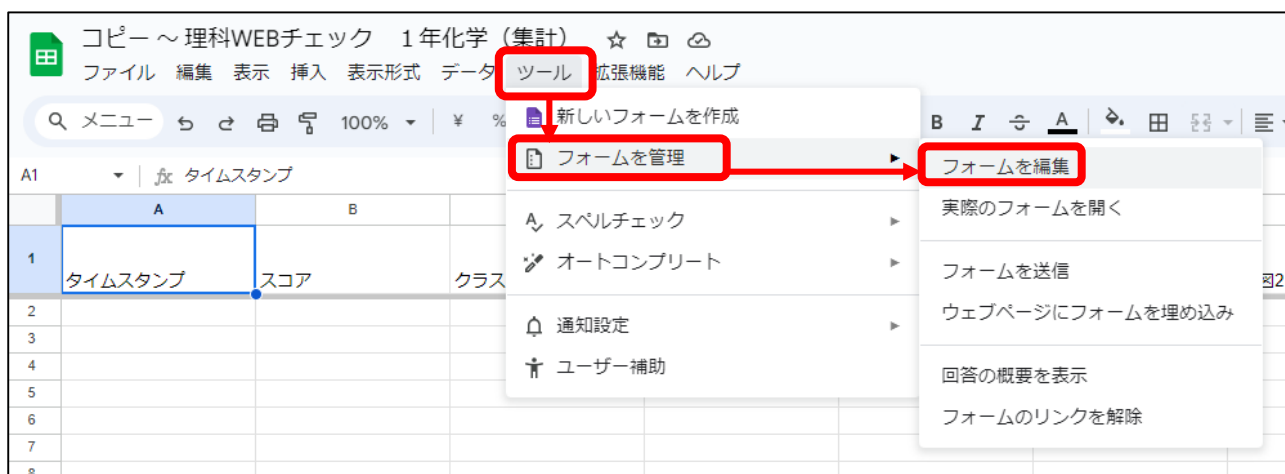 コピー ～ 理科WEBチェック　１年化学（集計）
ファイル 編集 表示 挿入 表示形式 データ ツール 拡張機能 ヘルプ
メニュー 100% ¥ % B I A
新しいフォームを作成
フォームを管理
フォームを編集
実際のフォームを開く
フォームを送信
ウェブページにフォームを埋め込み
回答の概要を表示
フォームのリンクを解除
スペルチェック
オートコンプリート
通知設定
ユーザー補助
A1 fx タイムスタンプ
A B
1 タイムスタンプ スコア クラス 図2
2
3
4
5
6
7
8